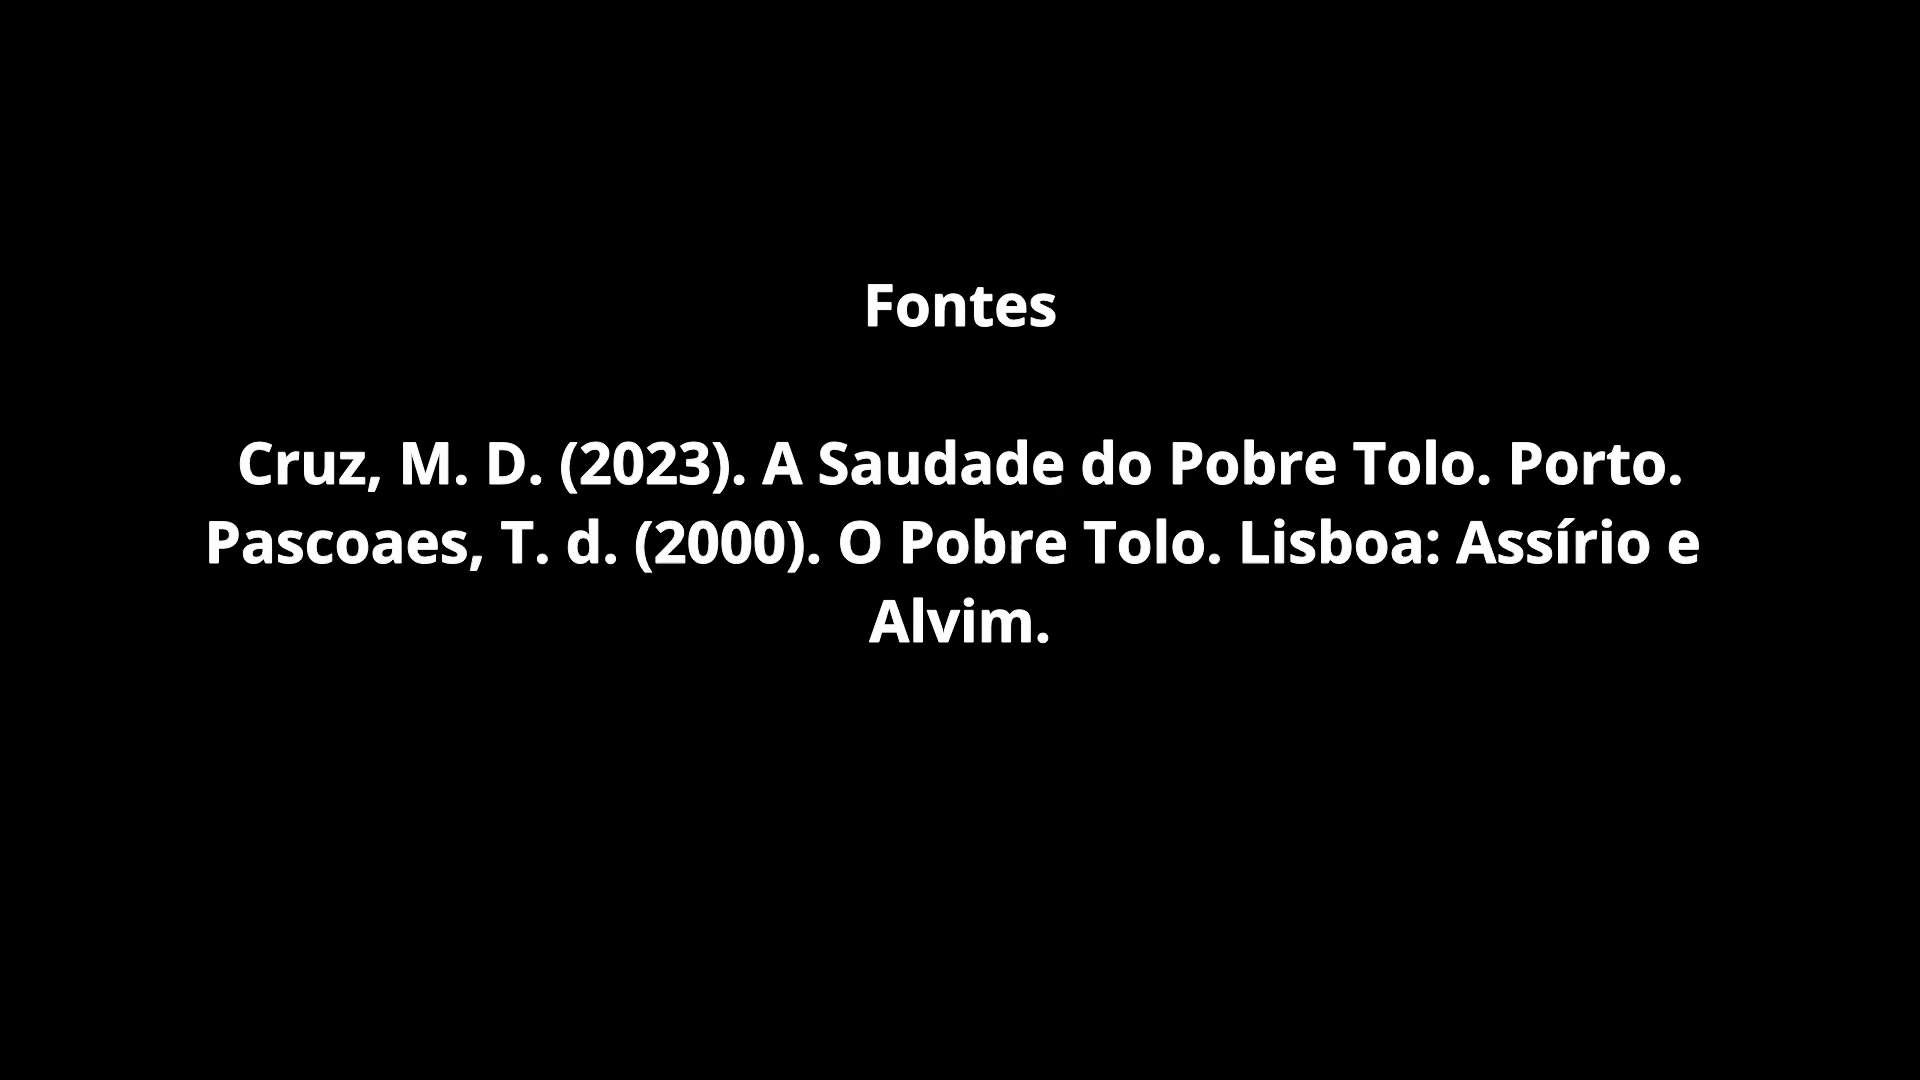 Fontes
Cruz, M. D. (2023). A Saudade do Pobre Tolo. Porto.
Pascoaes, T. d. (2000). O Pobre Tolo. Lisboa: Assírio e
Alvim.